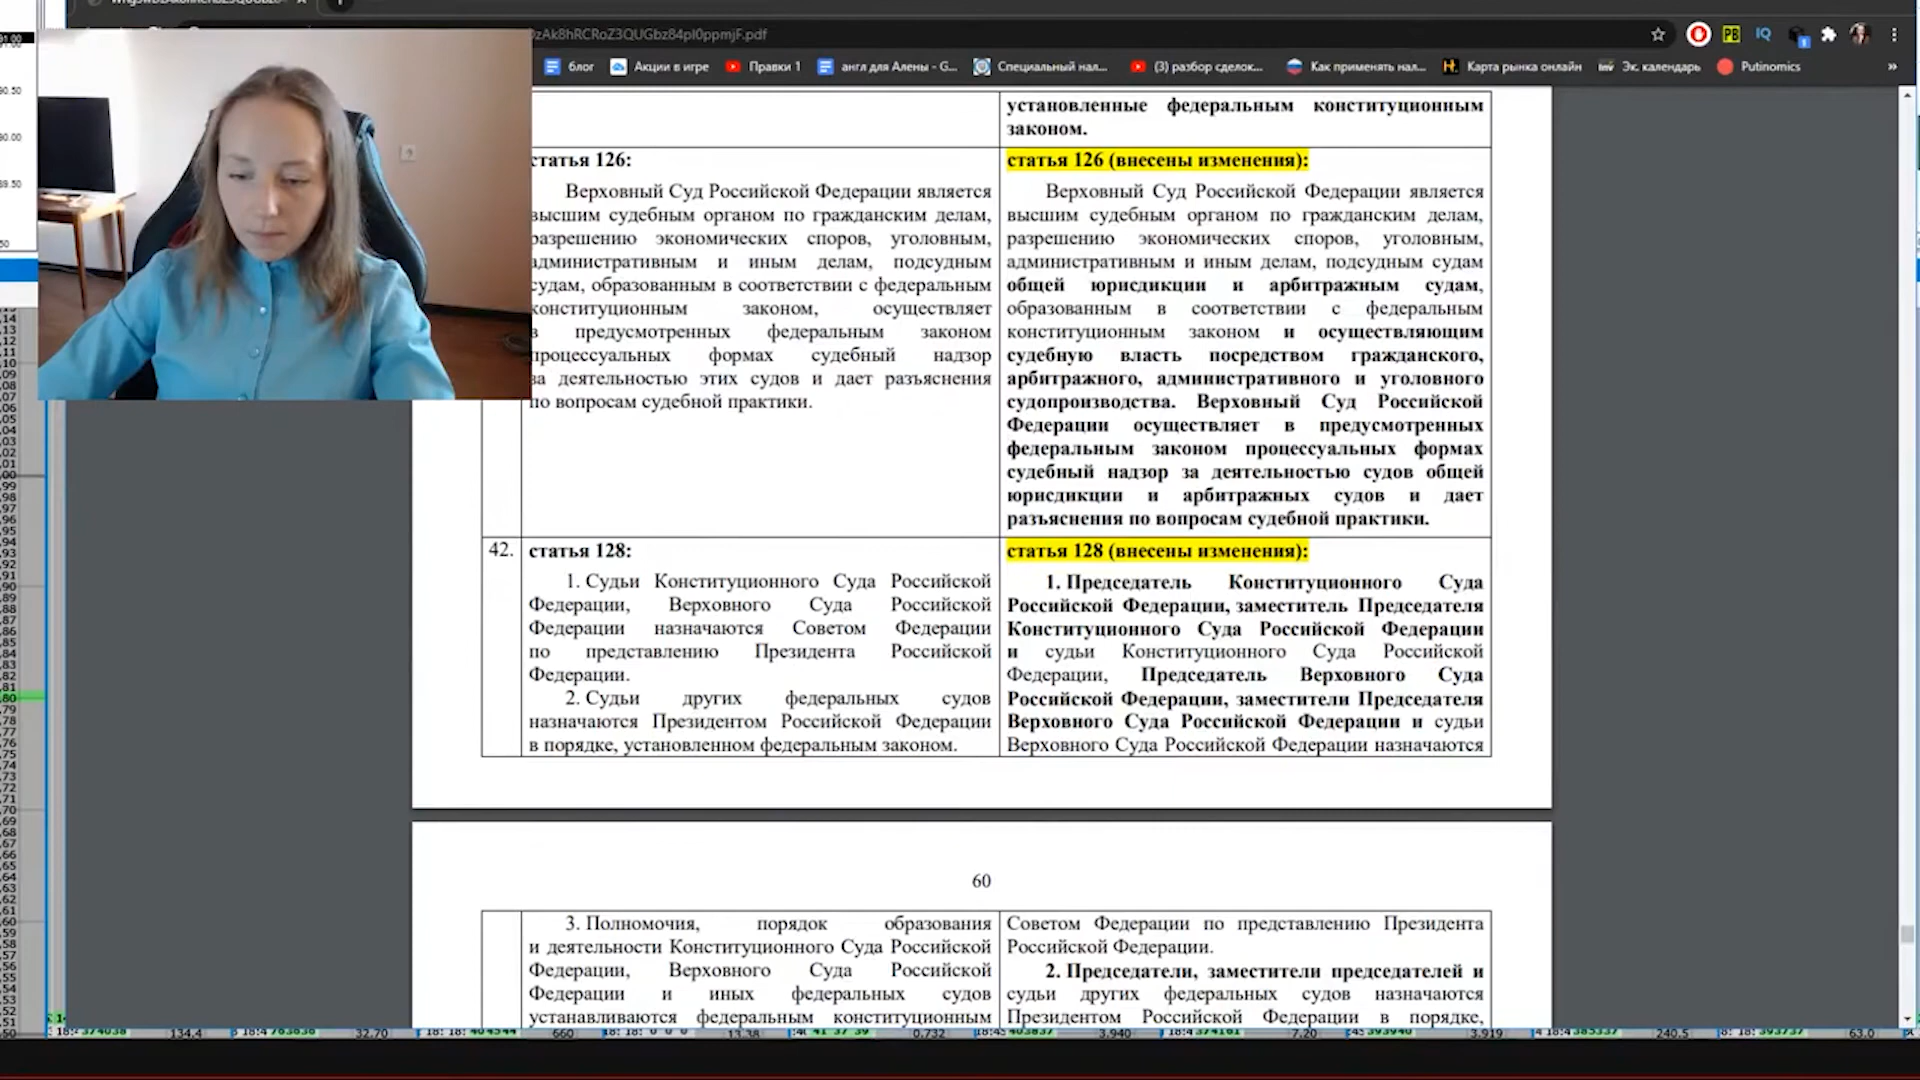 DzAk8hRCRoZ3QUGbz84pI0ppmjF.pdf
блог
Акции в игре
Правки 1
англ для Алены - G...
Специальный нал...
(3) разбор сделок...
Как применять нал...
Карта рынка онлайн
Эк. календарь
Putinomics
»
установленные федеральным конституционным
законом.
статья 126:
Верховный Суд Российской Федерации является
высшим судебным органом по гражданским делам,
разрешению экономических споров, уголовным,
административным и иным делам, подсудным
судам, образованным в соответствии с федеральным
конституционным законом, осуществляет
в предусмотренных федеральным законом
процессуальных формах судебный надзор
за деятельностью этих судов и дает разъяснения
по вопросам судебной практики.
статья 126 (внесены изменения):
Верховный Суд Российской Федерации является
высшим судебным органом по гражданским делам,
разрешению экономических споров, уголовным,
административным и иным делам, подсудным судам
общей юрисдикции и арбитражным судам,
образованным в соответствии с федеральным
конституционным законом и осуществляющим
судебную власть посредством гражданского,
арбитражного, административного и уголовного
судопроизводства. Верховный Суд Российской
Федерации осуществляет в предусмотренных
федеральным законом процессуальных формах
судебный надзор за деятельностью судов общей
юрисдикции и арбитражных судов и дает
разъяснения по вопросам судебной практики.
42.
статья 128:
1. Судьи Конституционного Суда Российской
Федерации, Верховного Суда Российской
Федерации назначаются Советом Федерации
по представлению Президента Российской
Федерации.
2. Судьи других федеральных судов
назначаются Президентом Российской Федерации
в порядке, установленном федеральным законом.
статья 128 (внесены изменения):
1. Председатель Конституционного Суда
Российской Федерации, заместитель Председателя
Конституционного Суда Российской Федерации
и судьи Конституционного Суда Российской
Федерации, Председатель Верховного Суда
Российской Федерации, заместители Председателя
Верховного Суда Российской Федерации и судьи
Верховного Суда Российской Федерации назначаются
60
3. Полномочия, порядок образования
и деятельности Конституционного Суда Российской
Федерации, Верховного Суда Российской
Федерации и иных федеральных судов
устанавливаются федеральным конституционным
Советом Федерации по представлению Президента
Российской Федерации.
2. Председатели, заместители председателей и
судьи других федеральных судов назначаются
Президентом Российской Федерации в порядке,